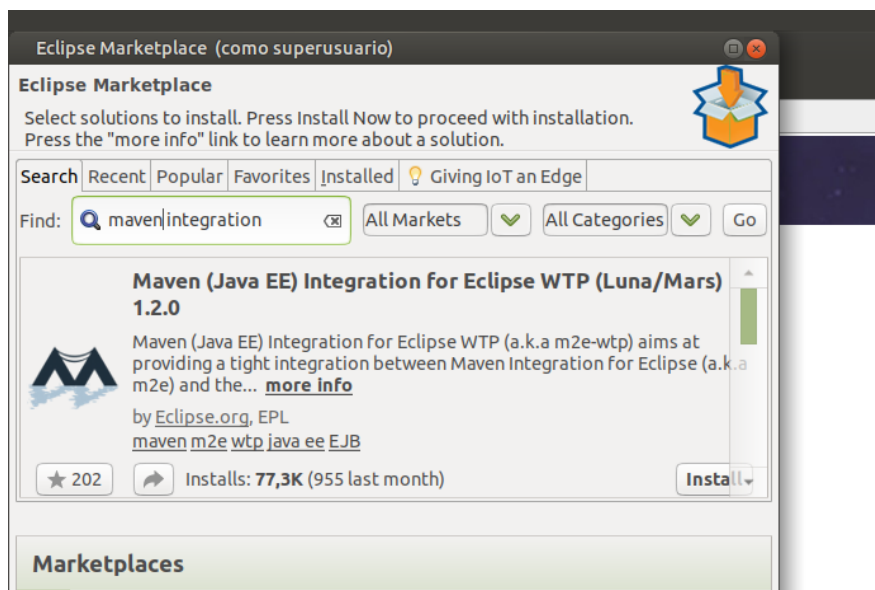 Eclipse Marketplace (como superusuario)
Eclipse Marketplace
Select solutions to install. Press Install Now to proceed with installation.
Press the "more info" link to learn more about a solution.
Search Recent Popular Favorites Installed Giving IoT an Edge
Find: maven integration All Markets All Categories Go
Maven (Java EE) Integration for Eclipse WTP (Luna/Mars)
1.2.0
Maven (Java EE) Integration for Eclipse WTP (a.k.a m2e-wtp) aims at
providing a tight integration between Maven Integration for Eclipse (a.k.a
m2e) and the... more info
by Eclipse.org, EPL
maven m2e wtp java ee EJB
202 Installs: 77,3K (955 last month) Install
Marketplaces